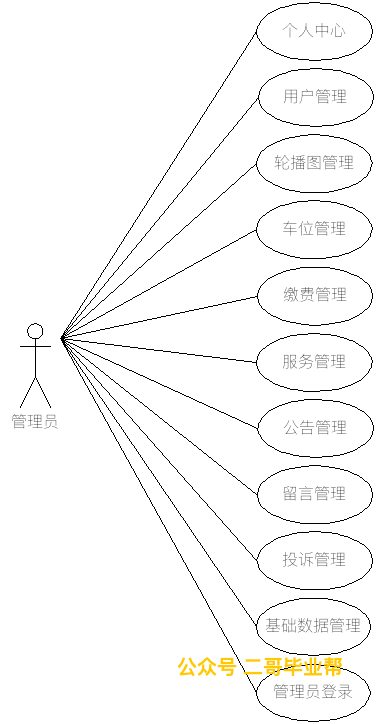 个人中心
用户管理
轮播图管理
车位管理
缴费管理
服务管理
管理员
公告管理
留言管理
投诉管理
基础数据管理
公众号 二哥毕业帮
管理员登录